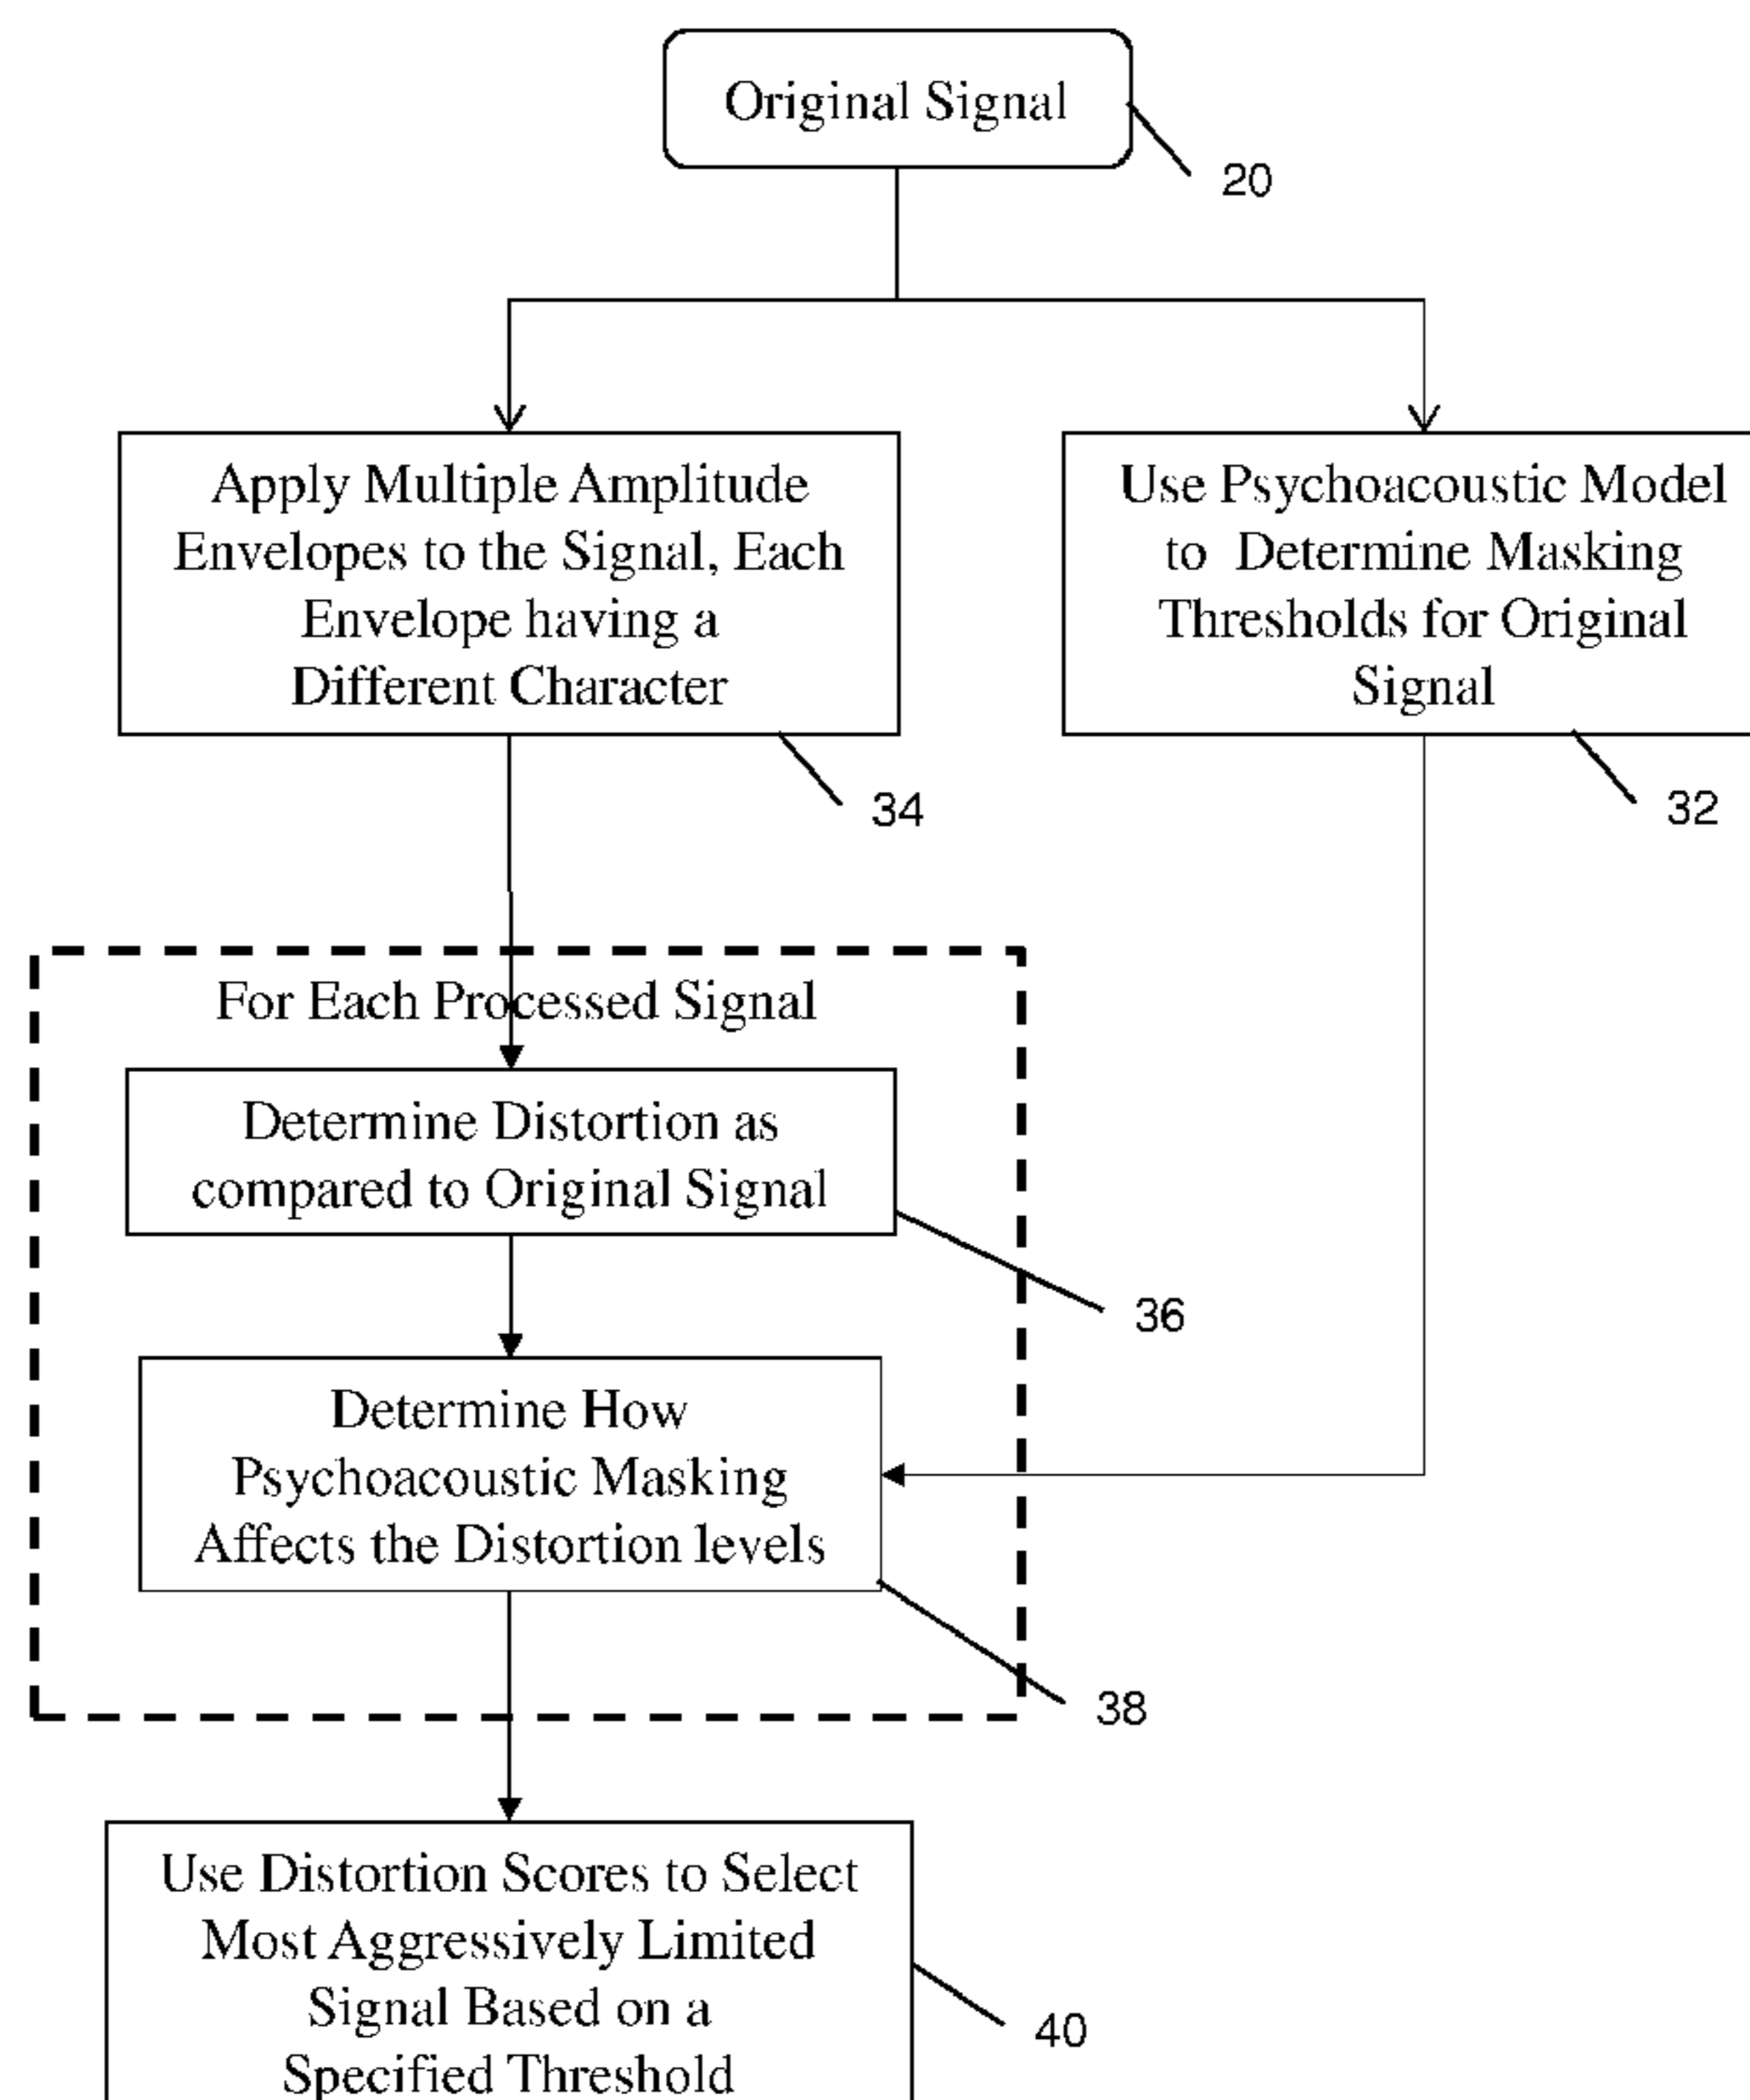 Original Signal
20
Apply Multiple Amplitude
Envelopes to the Signal, Each
Envelope having a
Different Character
34
Use Psychoacoustic Model
to Determine Masking
Thresholds for Original
Signal
32
For Each Processed Signal
Determine Distortion as
compared to Original Signal
36
Determine How
Psychoacoustic Masking
Affects the Distortion levels
38
Use Distortion Scores to Select
Most Aggressively Limited
Signal Based on a
Specified Threshold
40